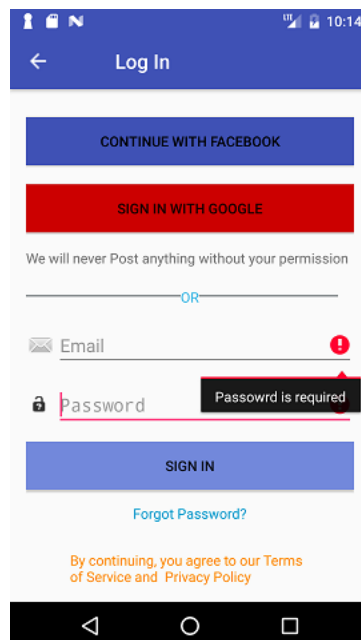 LTE 10:14
Log In
CONTINUE WITH FACEBOOK
SIGN IN WITH GOOGLE
We will never Post anything without your permission
OR
Email
Password
Passowrd is required
SIGN IN
Forgot Password?
By continuing, you agree to our Terms
of Service and Privacy Policy